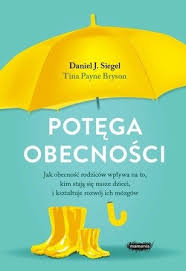 Daniel J. Siegel
Tina Payne Bryson
POTĘGA
OBECNOŚCI
Jak obecność rodziców wpływa na to,
kim stają się nasze dzieci,
i kształtuje rozwój ich mózgów
mamania